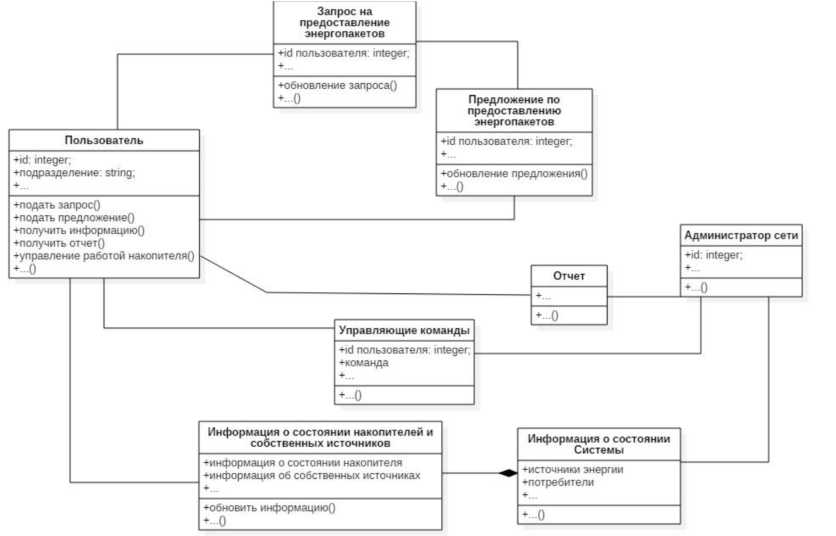 Запрос на
предоставление
энергопакетов
+id пользователя: integer;
+...
+обновление запроса()
+...()
Предложение по
предоставлению
энергопакетов
+id пользователя: integer;
+...
+обновление предложения()
+...()
Пользователь
+id: integer;
+подразделение: string;
+...
+подать запрос()
+подать предложение()
+получить информацию()
+получить отчет()
+управление работой накопителя()
+...()
Администратор сети
+id: integer;
+...
+...()
Отчет
+...
+...()
Управляющие команды
+id пользователя: integer;
+команда
+...
+...()
Информация о состоянии накопителей и
собственных источников
+информация о состоянии накопителя
+информация об собственных источниках
+...
+обновить информацию()
+...()
Информация о состоянии
Системы
+источники энергии
+потребители
+...
+...()